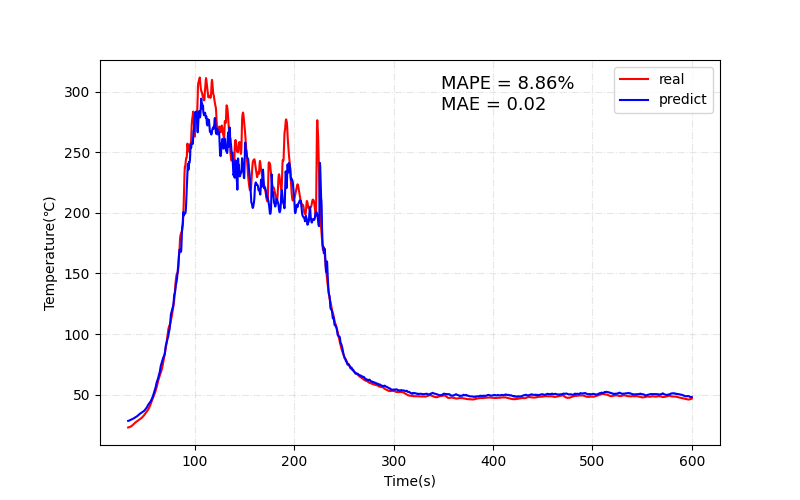 MAPE = 8.86%
MAE = 0.02
real
predict
Temperature(℃)
300
250
200
150
100
50
100 200 300 400 500 600
Time(s)